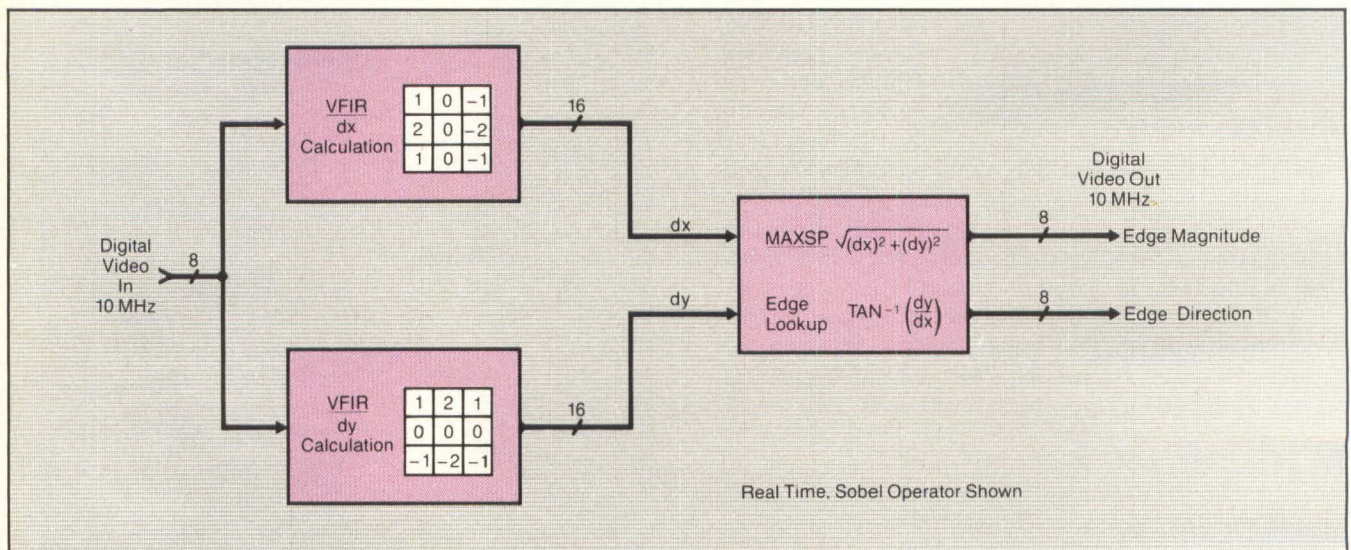 VFIR
dx
Calculation
1 0 -1
2 0 -2
1 0 -1
16
Digital
Video
In
10 MHz
8
dx
dy
VFIR
dy
Calculation
1 2 1
0 0 0
-1 -2 -1
16
MAXSP √(dx)² + (dy)²
Edge
Lookup
TAN⁻¹ (dy/dx)
Digital
Video Out
10 MHz
8
Edge Magnitude
8
Edge Direction
Real Time, Sobel Operator Shown